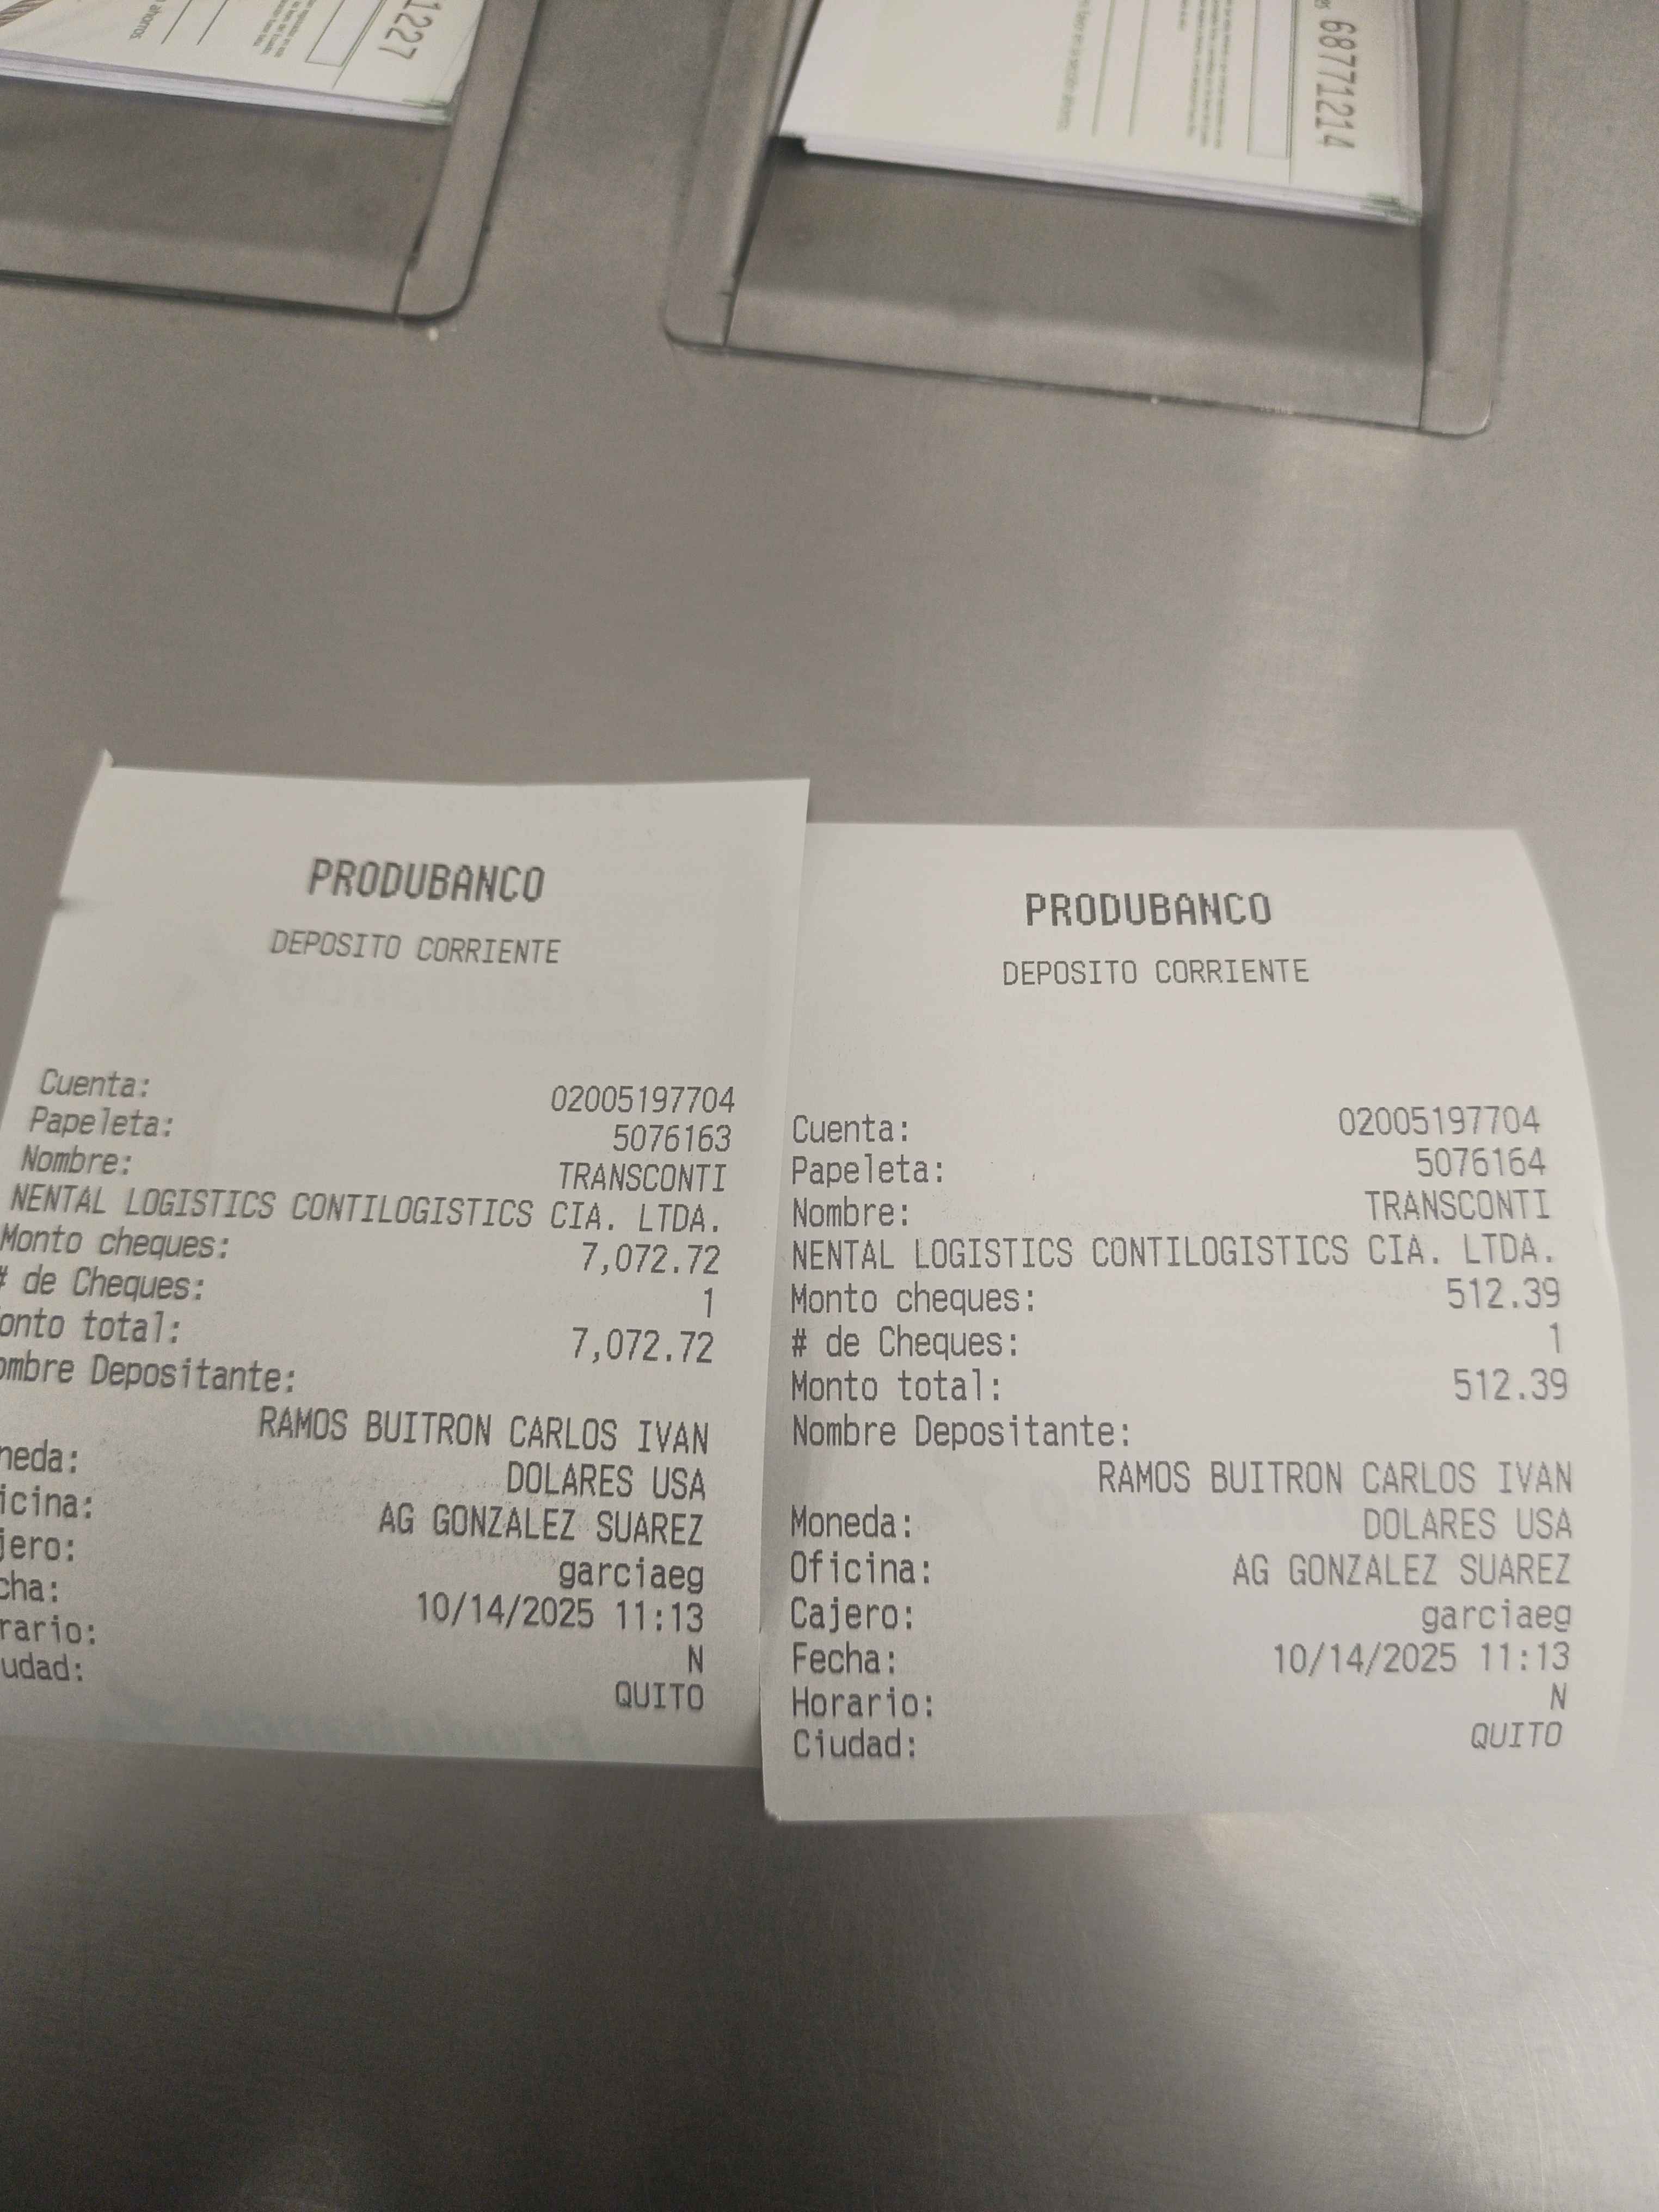 1227
ahorros
68771214
PRODUBANCO
DEPOSITO CORRIENTE
Cuenta: 02005197704
Papeleta: 5076163
Nombre: TRANSCONTI
NENTAL LOGISTICS CONTILOGISTICS CIA. LTDA.
Monto cheques: 7,072.72
# de Cheques: 1
onto total: 7,072.72
ombre Depositante:
RAMOS BUITRON CARLOS IVAN
neda: DOLARES USA
icina: AG GONZALEZ SUAREZ
jero: garciaeg
cha: 10/14/2025 11:13
rario: N
udad: QUITO
Produbanco
PRODUBANCO
DEPOSITO CORRIENTE
Cuenta: 02005197704
Papeleta: 5076164
Nombre: TRANSCONTI
NENTAL LOGISTICS CONTILOGISTICS CIA. LTDA.
Monto cheques: 512.39
# de Cheques: 1
Monto total: 512.39
Nombre Depositante:
RAMOS BUITRON CARLOS IVAN
Moneda: DOLARES USA
Oficina: AG GONZALEZ SUAREZ
Cajero: garciaeg
Fecha: 10/14/2025 11:13
Horario: N
Ciudad: QUITO